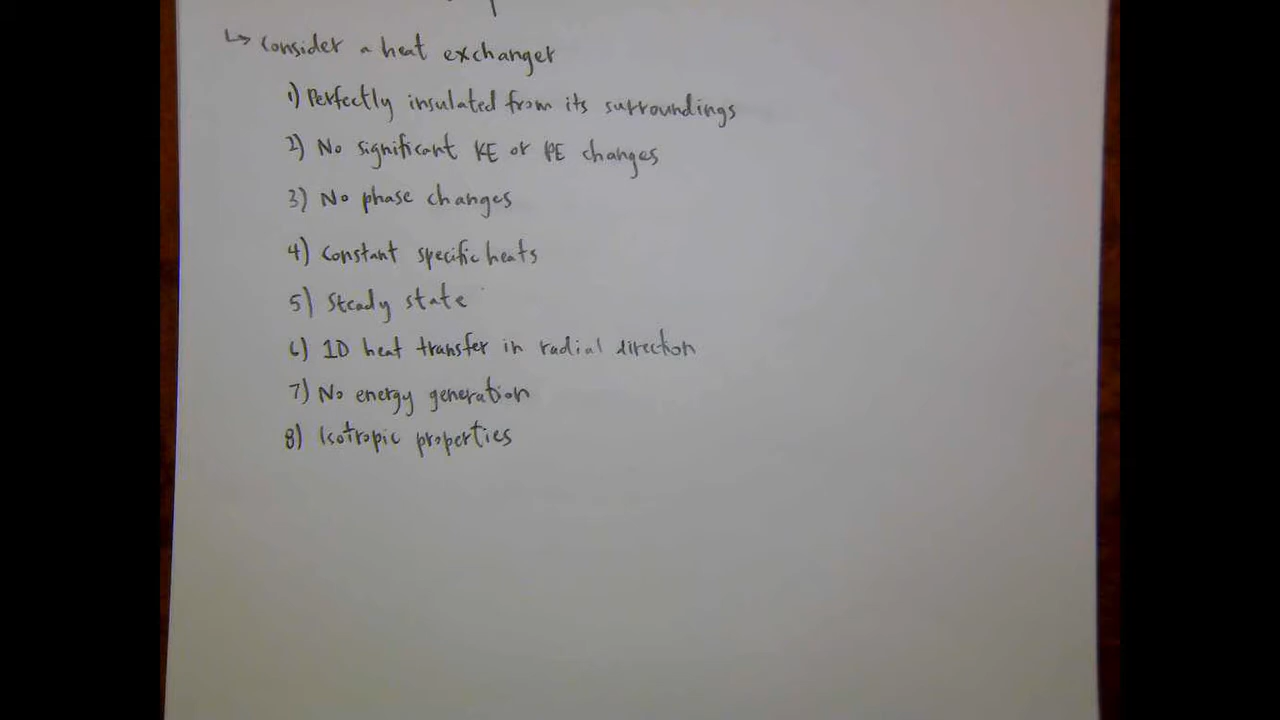 ↳ Consider a heat exchanger
1) Perfectly insulated from its surroundings
2) No significant KE or PE changes
3) No phase changes
4) Constant specific heats
5) Steady state
6) 1D heat transfer in radial direction
7) No energy generation
8) Isotropic properties